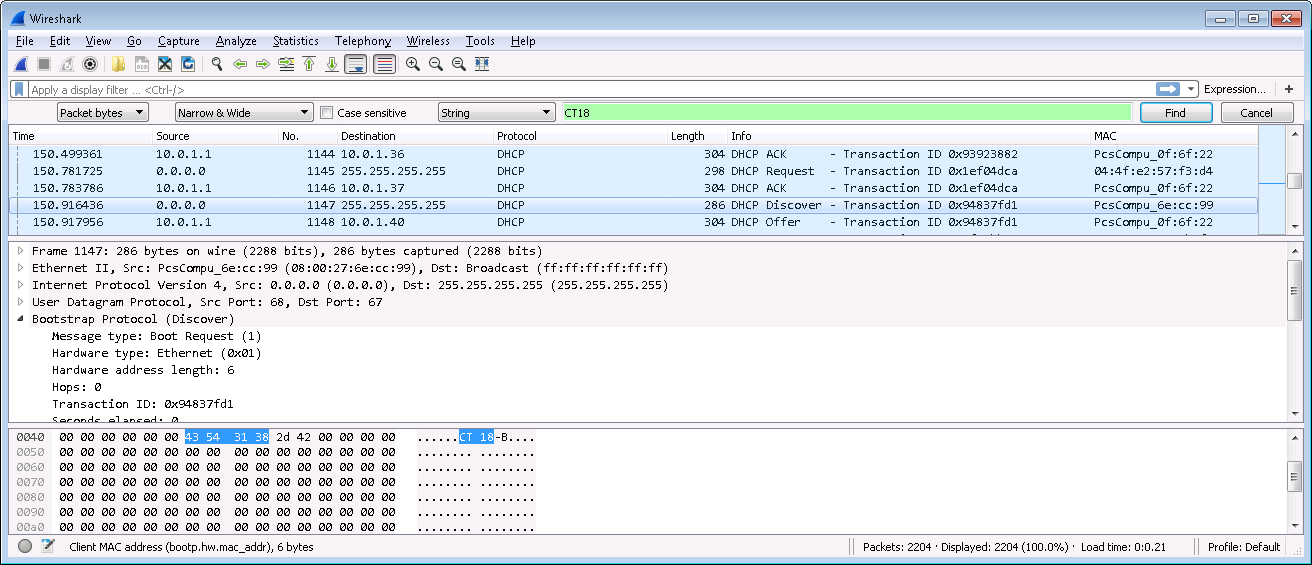 Wireshark
File Edit View Go Capture Analyze Statistics Telephony Wireless Tools Help
Apply a display filter ... <Ctrl-/> Expression... +
Packet bytes Narrow & Wide Case sensitive String CT18 Find Cancel
Time Source No. Destination Protocol Length Info MAC
150.499361 10.0.1.1 1144 10.0.1.36 DHCP 304 DHCP ACK - Transaction ID 0x93923882 PcsCompu_0f:6f:22
150.781725 0.0.0.0 1145 255.255.255.255 DHCP 298 DHCP Request - Transaction ID 0x1ef04dca 04:4f:e2:57:f3:d4
150.783786 10.0.1.1 1146 10.0.1.37 DHCP 304 DHCP ACK - Transaction ID 0x1ef04dca PcsCompu_0f:6f:22
150.916436 0.0.0.0 1147 255.255.255.255 DHCP 286 DHCP Discover - Transaction ID 0x94837fd1 PcsCompu_6e:cc:99
150.917956 10.0.1.1 1148 10.0.1.40 DHCP 304 DHCP Offer - Transaction ID 0x94837fd1 PcsCompu_0f:6f:22
Frame 1147: 286 bytes on wire (2288 bits), 286 bytes captured (2288 bits)
Ethernet II, Src: PcsCompu_6e:cc:99 (08:00:27:6e:cc:99), Dst: Broadcast (ff:ff:ff:ff:ff:ff)
Internet Protocol Version 4, Src: 0.0.0.0 (0.0.0.0), Dst: 255.255.255.255 (255.255.255.255)
User Datagram Protocol, Src Port: 68, Dst Port: 67
Bootstrap Protocol (Discover)
Message type: Boot Request (1)
Hardware type: Ethernet (0x01)
Hardware address length: 6
Hops: 0
Transaction ID: 0x94837fd1
Seconds elapsed: 0
0040 00 00 00 00 00 00 43 54 31 38 2d 42 00 00 00 00 ......CT 18-B....
0050 00 00 00 00 00 00 00 00 00 00 00 00 00 00 00 00 ........ ........
0060 00 00 00 00 00 00 00 00 00 00 00 00 00 00 00 00 ........ ........
0070 00 00 00 00 00 00 00 00 00 00 00 00 00 00 00 00 ........ ........
0080 00 00 00 00 00 00 00 00 00 00 00 00 00 00 00 00 ........ ........
0090 00 00 00 00 00 00 00 00 00 00 00 00 00 00 00 00 ........ ........
00a0 00 00 00 00 00 00 00 00 00 00 00 00 00 00 00 00 ........ ........
Client MAC address (bootp.hw.mac_addr), 6 bytes Packets: 2204 · Displayed: 2204 (100.0%) · Load time: 0:0.21 Profile: Default